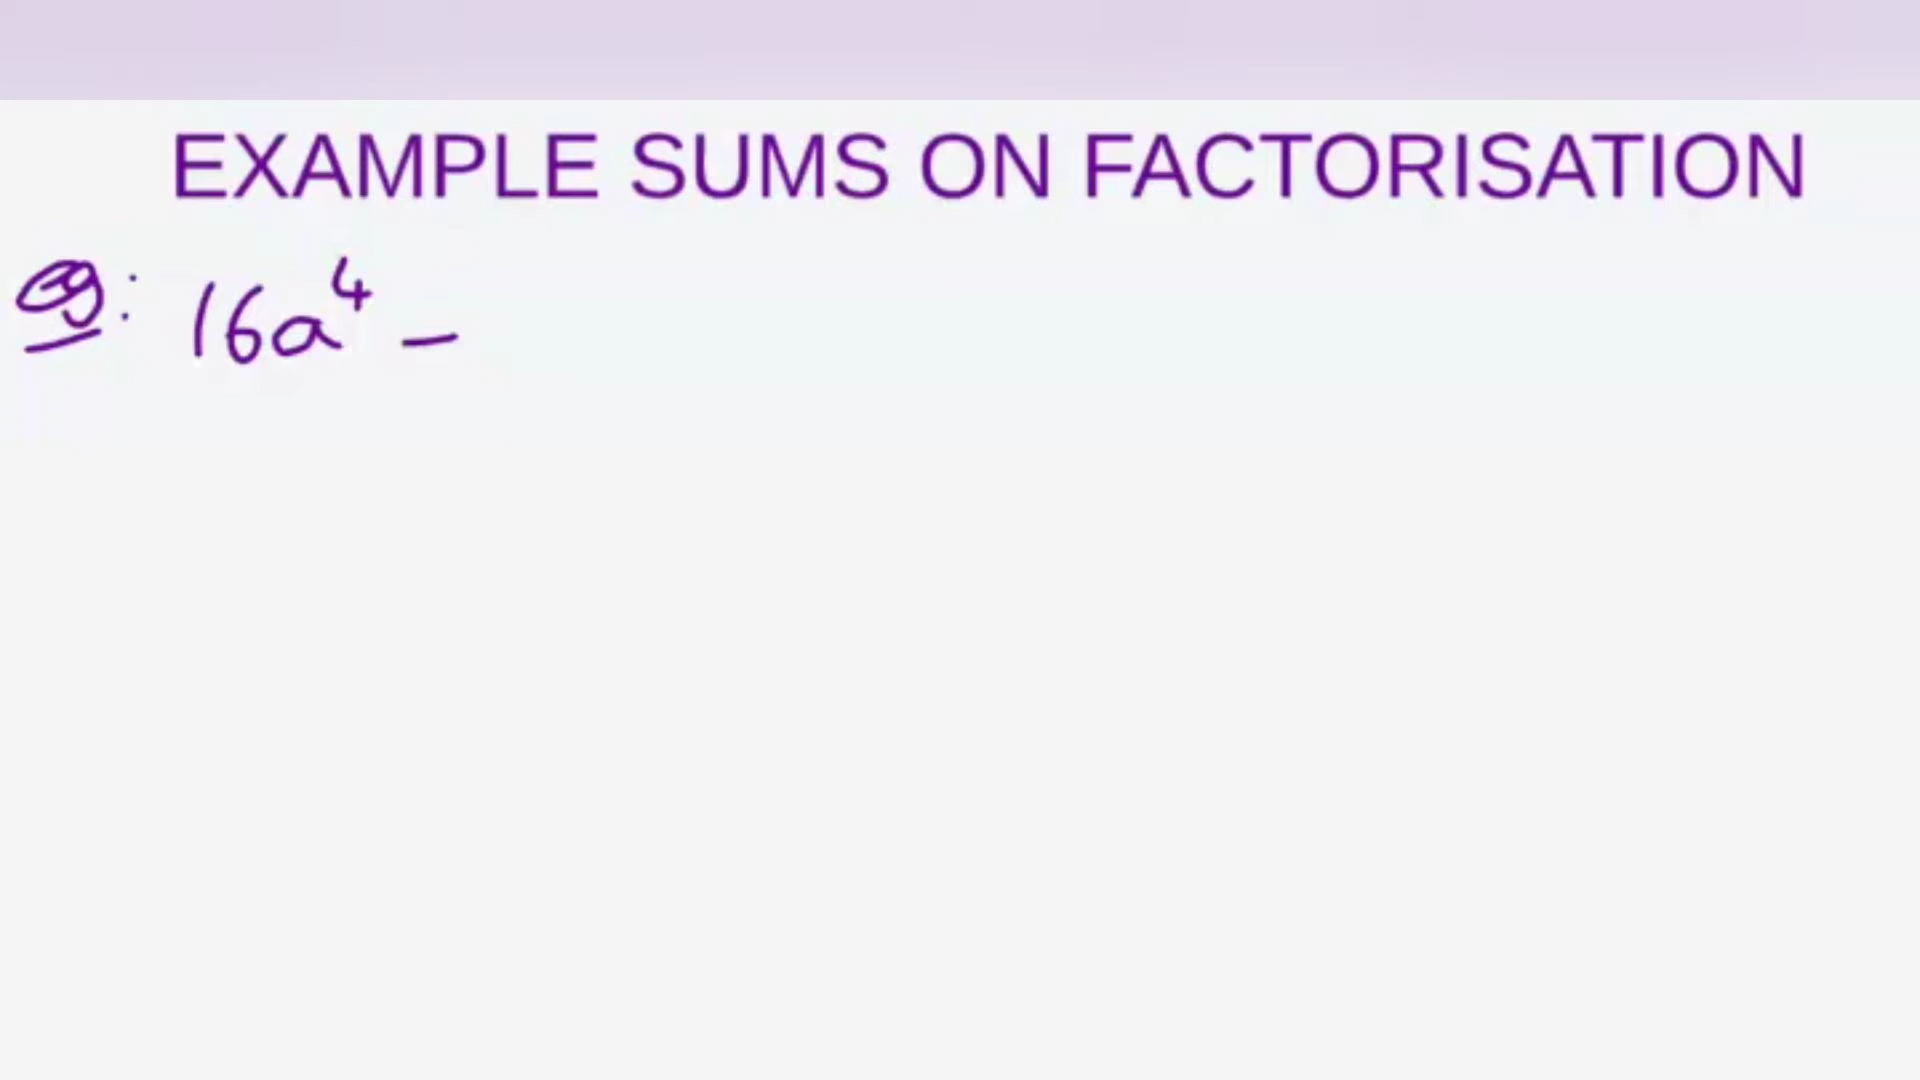 EXAMPLE SUMS ON FACTORISATION
eg: 16a⁴ –